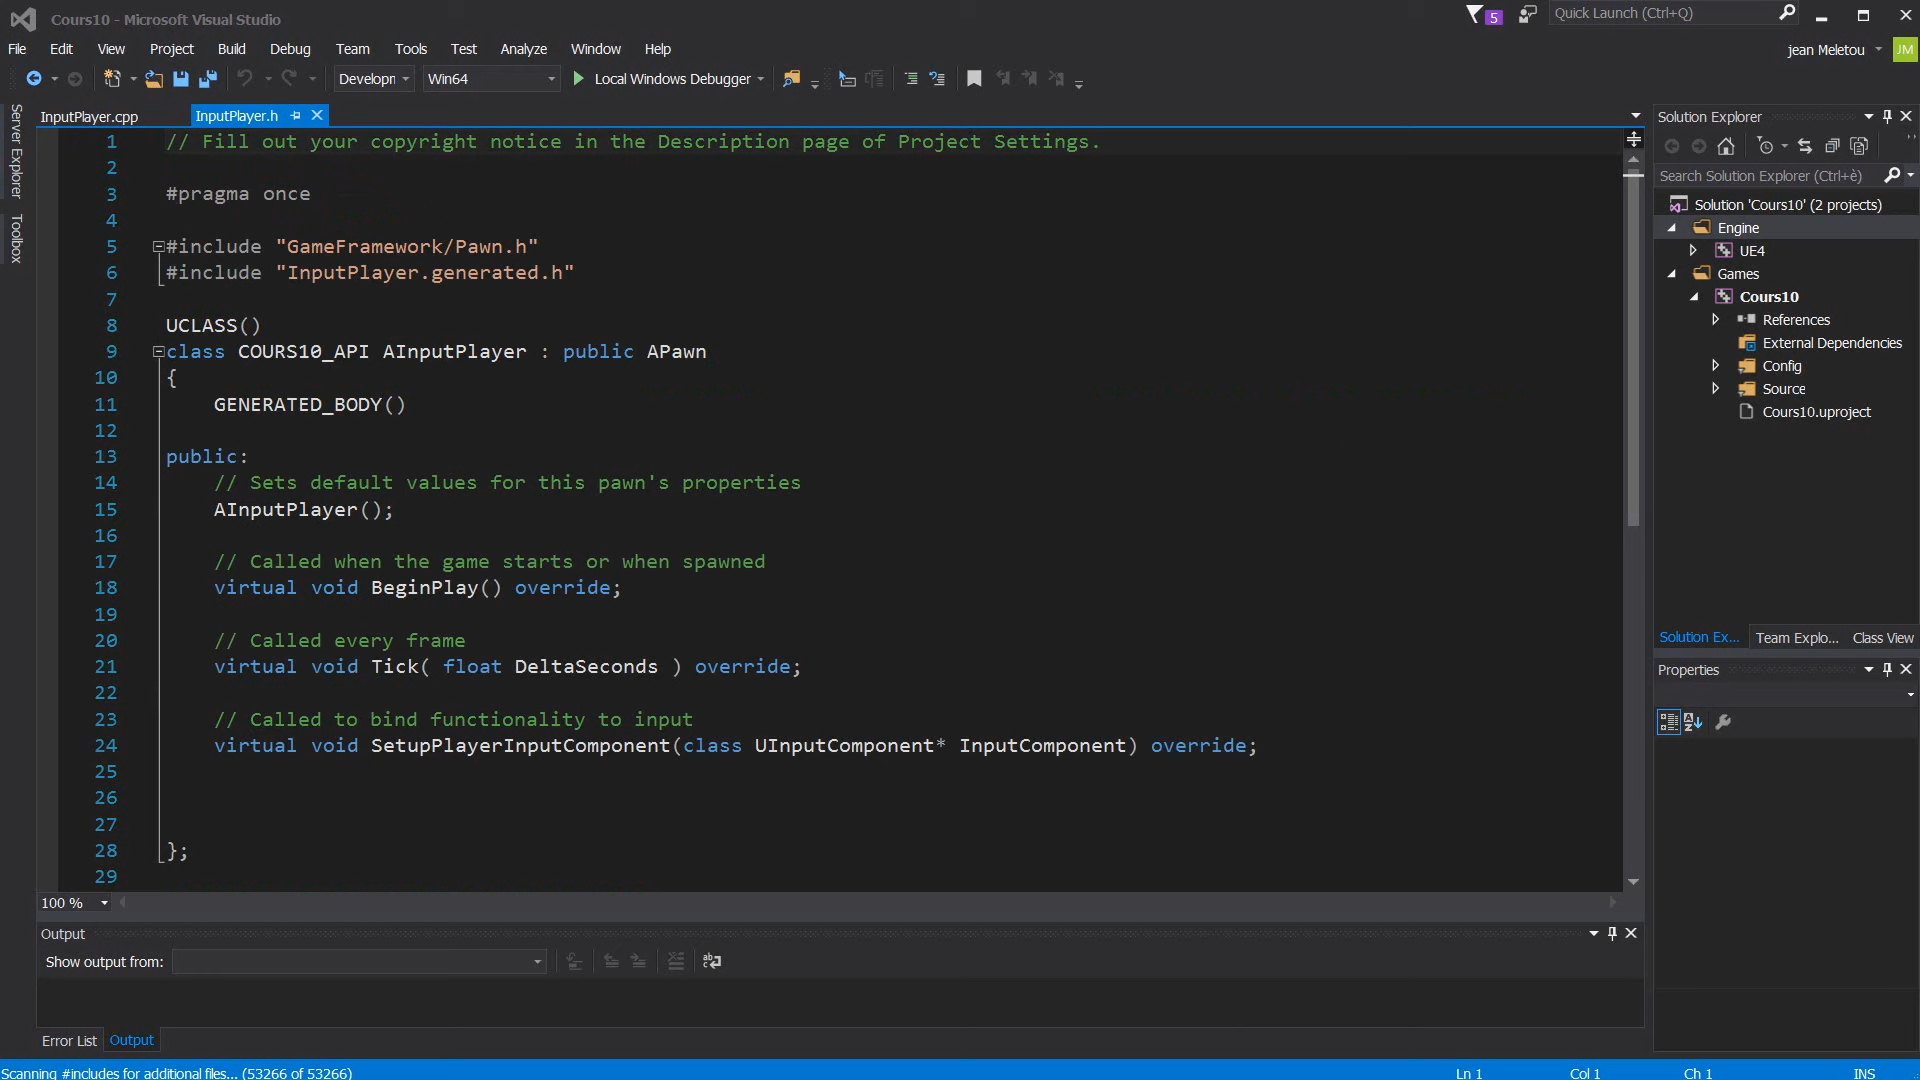 Cours10 - Microsoft Visual Studio
5
Quick Launch (Ctrl+Q)
File Edit View Project Build Debug Team Tools Test Analyze Window Help
jean Meletou
JM
Win64
Local Windows Debugger
Server Explorer
Toolbox
InputPlayer.cpp
InputPlayer.h
1 // Fill out your copyright notice in the Description page of Project Settings.
2
3 #pragma once
4
5 #include "GameFramework/Pawn.h"
6 #include "InputPlayer.generated.h"
7
8 UCLASS()
9 class COURS10_API AInputPlayer : public APawn
10 {
11 GENERATED_BODY()
12
13 public:
14 // Sets default values for this pawn's properties
15 AInputPlayer();
16
17 // Called when the game starts or when spawned
18 virtual void BeginPlay() override;
19
20 // Called every frame
21 virtual void Tick( float DeltaSeconds ) override;
22
23 // Called to bind functionality to input
24 virtual void SetupPlayerInputComponent(class UInputComponent* InputComponent) override;
25
26
27
28 };
29
100 %
Output
Show output from:
Error List
Output
Solution Explorer
Search Solution Explorer (Ctrl+è)
Solution 'Cours10' (2 projects)
Engine
UE4
Games
Cours10
References
External Dependencies
Config
Source
Cours10.uproject
Solution Ex... Team Explo... Class View
Properties
Scanning #includes for additional files... (53266 of 53266)
Ln 1
Col 1
Ch 1
INS